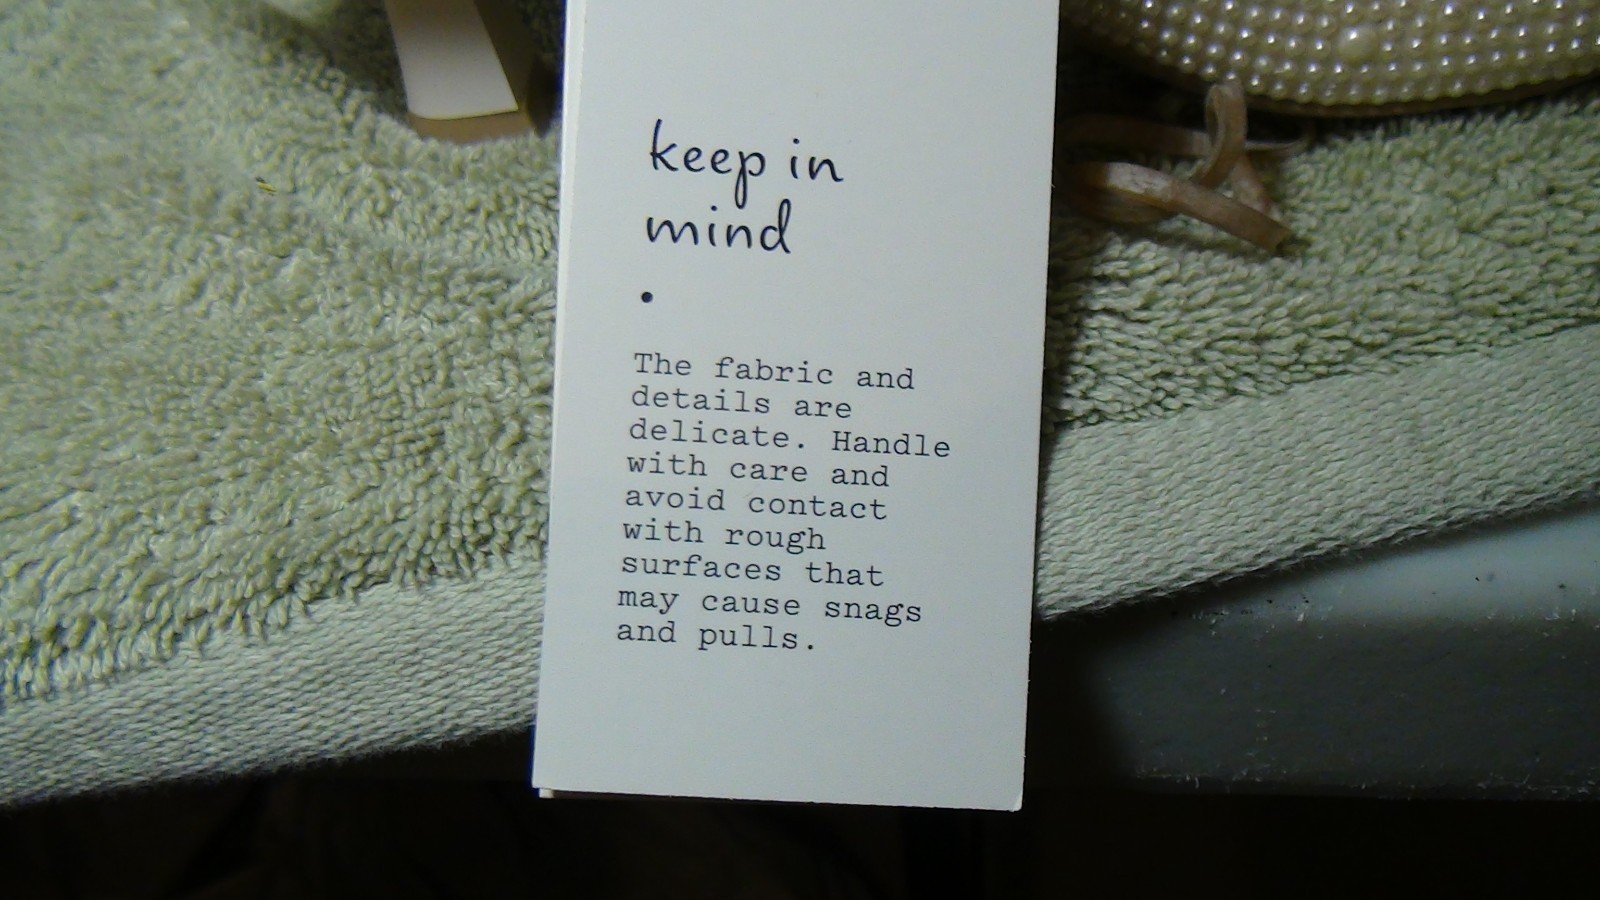 keep in
mind
•
The fabric and
details are
delicate. Handle
with care and
avoid contact
with rough
surfaces that
may cause snags
and pulls.